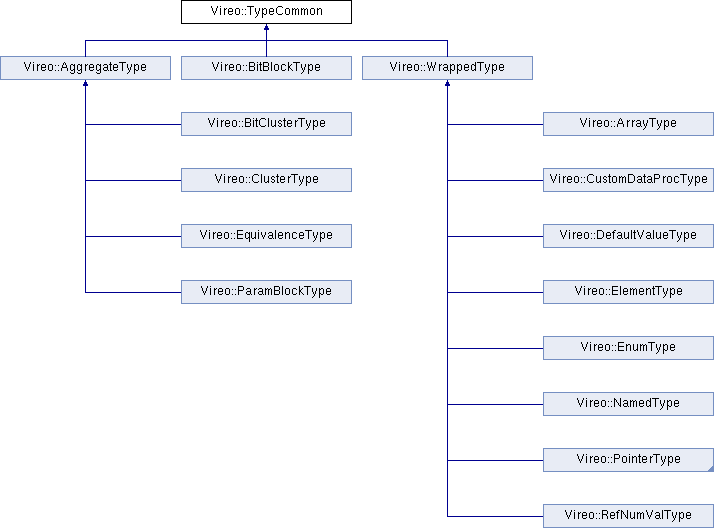 Vireo::TypeCommon
Vireo::AggregateType
Vireo::BitBlockType
Vireo::WrappedType
Vireo::BitClusterType
Vireo::ArrayType
Vireo::ClusterType
Vireo::CustomDataProcType
Vireo::EquivalenceType
Vireo::DefaultValueType
Vireo::ParamBlockType
Vireo::ElementType
Vireo::EnumType
Vireo::NamedType
Vireo::PointerType
Vireo::RefNumValType